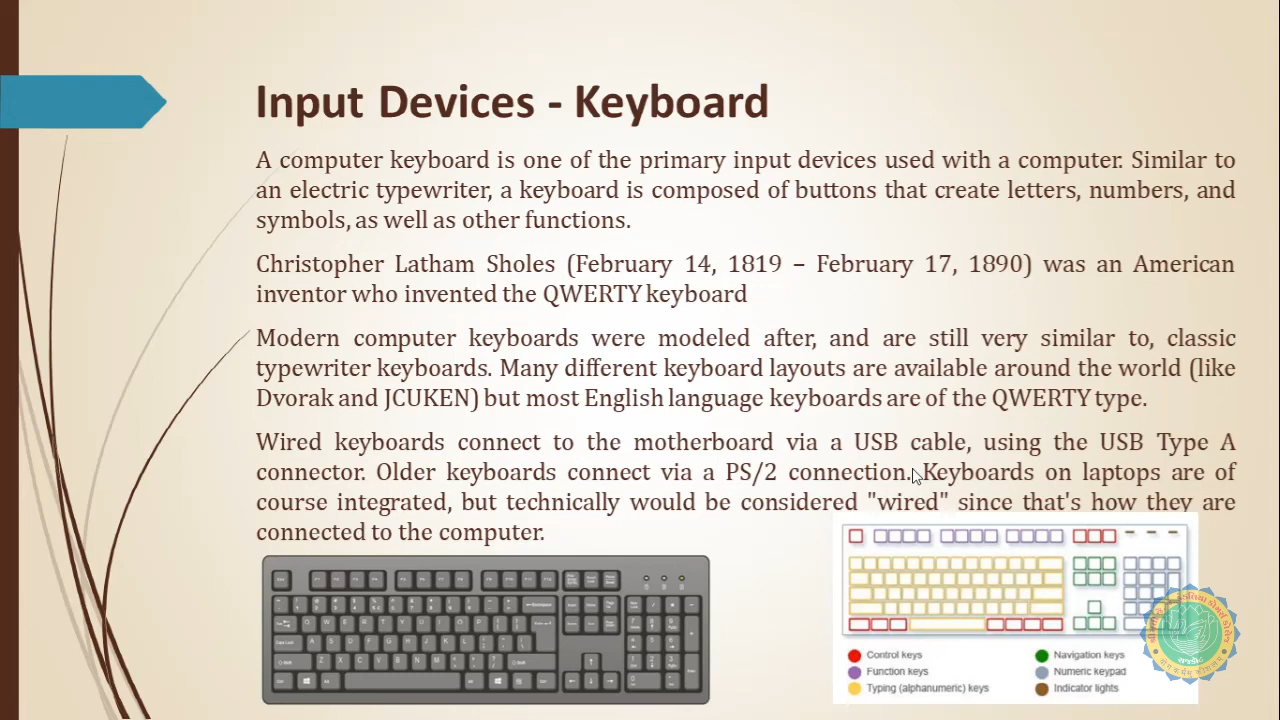 Input Devices - Keyboard
A computer keyboard is one of the primary input devices used with a computer. Similar to
an electric typewriter, a keyboard is composed of buttons that create letters, numbers, and
symbols, as well as other functions.
Christopher Latham Sholes (February 14, 1819 – February 17, 1890) was an American
inventor who invented the QWERTY keyboard
Modern computer keyboards were modeled after, and are still very similar to, classic
typewriter keyboards. Many different keyboard layouts are available around the world (like
Dvorak and JCUKEN) but most English language keyboards are of the QWERTY type.
Wired keyboards connect to the motherboard via a USB cable, using the USB Type A
connector. Older keyboards connect via a PS/2 connection. Keyboards on laptops are of
course integrated, but technically would be considered "wired" since that's how they are
connected to the computer.
Control keys
Function keys
Typing (alphanumeric) keys
Navigation keys
Numeric keypad
Indicator lights